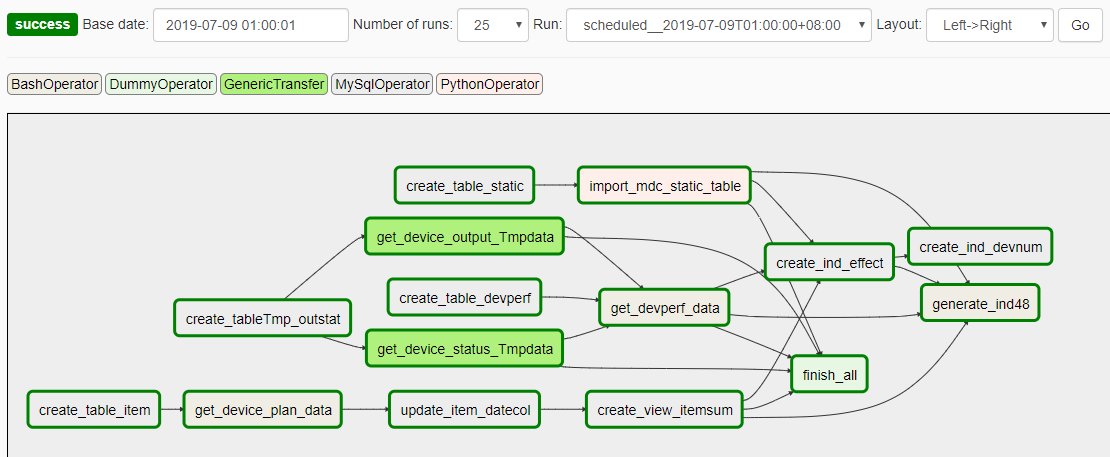 success Base date: 2019-07-09 01:00:01 Number of runs: 25 Run: scheduled__2019-07-09T01:00:00+08:00 Layout: Left->Right Go
BashOperator DummyOperator GenericTransfer MySqlOperator PythonOperator
create_table_static import_mdc_static_table
get_device_output_Tmpdata
create_ind_devnum
create_ind_effect
create_table_devperf
get_devperf_data
generate_ind48
create_tableTmp_outstat
get_device_status_Tmpdata
finish_all
create_table_item get_device_plan_data update_item_datecol create_view_itemsum